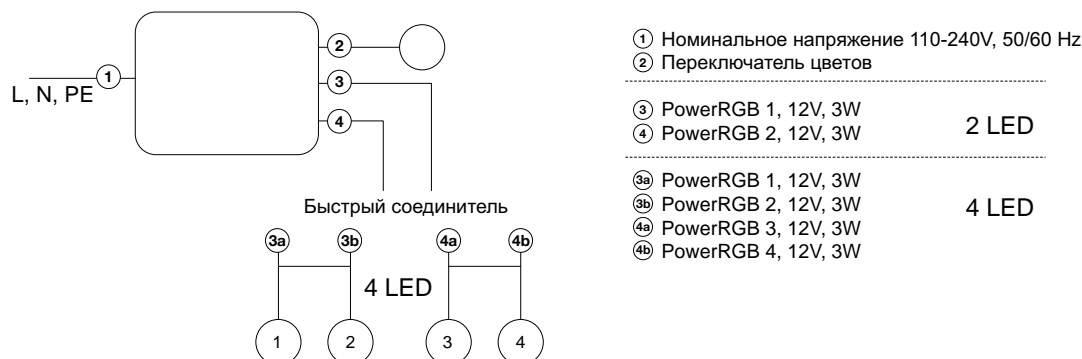 L, N, PE
1
2
3
4
Быстрый соединитель
3a
3b
4a
4b
4 LED
1
2
3
4
1 Номинальное напряжение 110-240V, 50/60 Hz
2 Переключатель цветов
3 PowerRGB 1, 12V, 3W
4 PowerRGB 2, 12V, 3W
2 LED
3a PowerRGB 1, 12V, 3W
3b PowerRGB 2, 12V, 3W
4a PowerRGB 3, 12V, 3W
4b PowerRGB 4, 12V, 3W
4 LED